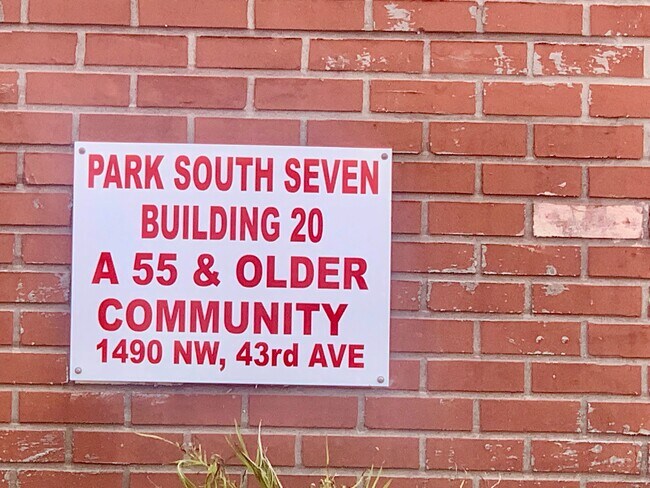 PARK SOUTH SEVEN
BUILDING 20
A 55 & OLDER
COMMUNITY
1490 NW, 43rd AVE